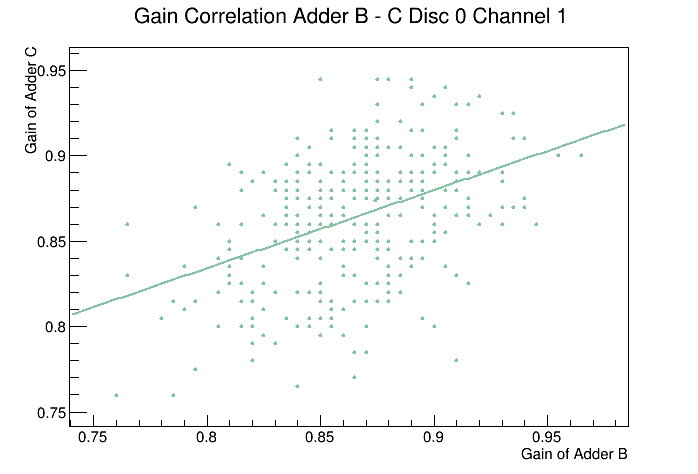 Gain Correlation Adder B - C Disc 0 Channel 1
Gain of Adder C
0.95
0.9
0.85
0.8
0.75
0.75 0.8 0.85 0.9 0.95
Gain of Adder B